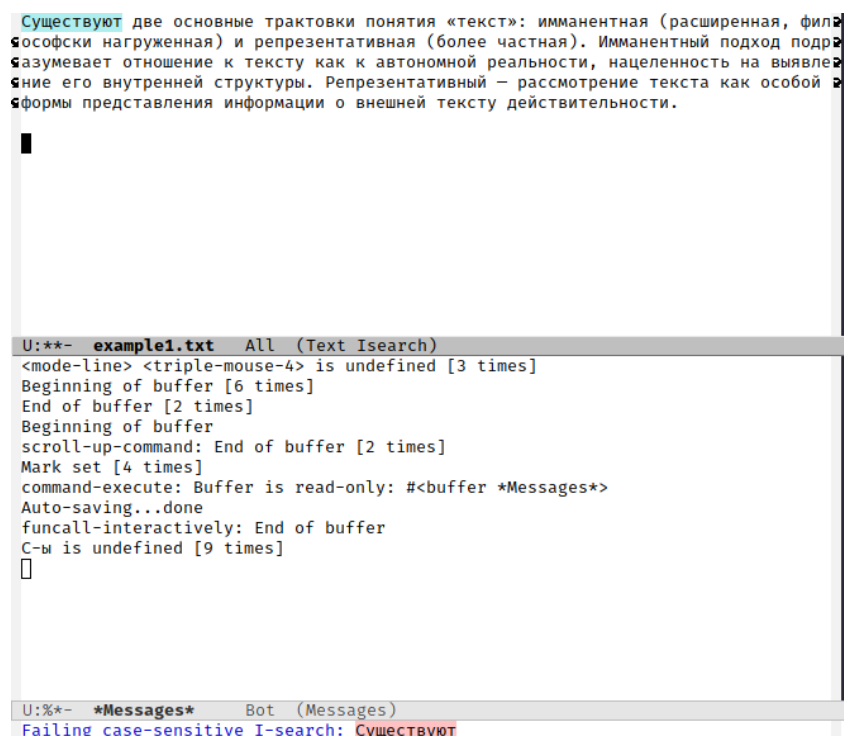 Существуют две основные трактовки понятия «текст»: имманентная (расширенная, фил
ософски нагруженная) и репрезентативная (более частная). Имманентный подход подр
азумевает отношение к тексту как к автономной реальности, нацеленность на выявле
ние его внутренней структуры. Репрезентативный — рассмотрение текста как особой
формы представления информации о внешней тексту действительности.
U:**-  example1.txt   All  (Text Isearch)
<mode-line> <triple-mouse-4> is undefined [3 times]
Beginning of buffer [6 times]
End of buffer [2 times]
Beginning of buffer
scroll-up-command: End of buffer [2 times]
Mark set [4 times]
command-execute: Buffer is read-only: #<buffer *Messages*>
Auto-saving...done
funcall-interactively: End of buffer
C-ы is undefined [9 times]
U:%*-  *Messages*    Bot  (Messages)
Failing case-sensitive I-search: Существуют